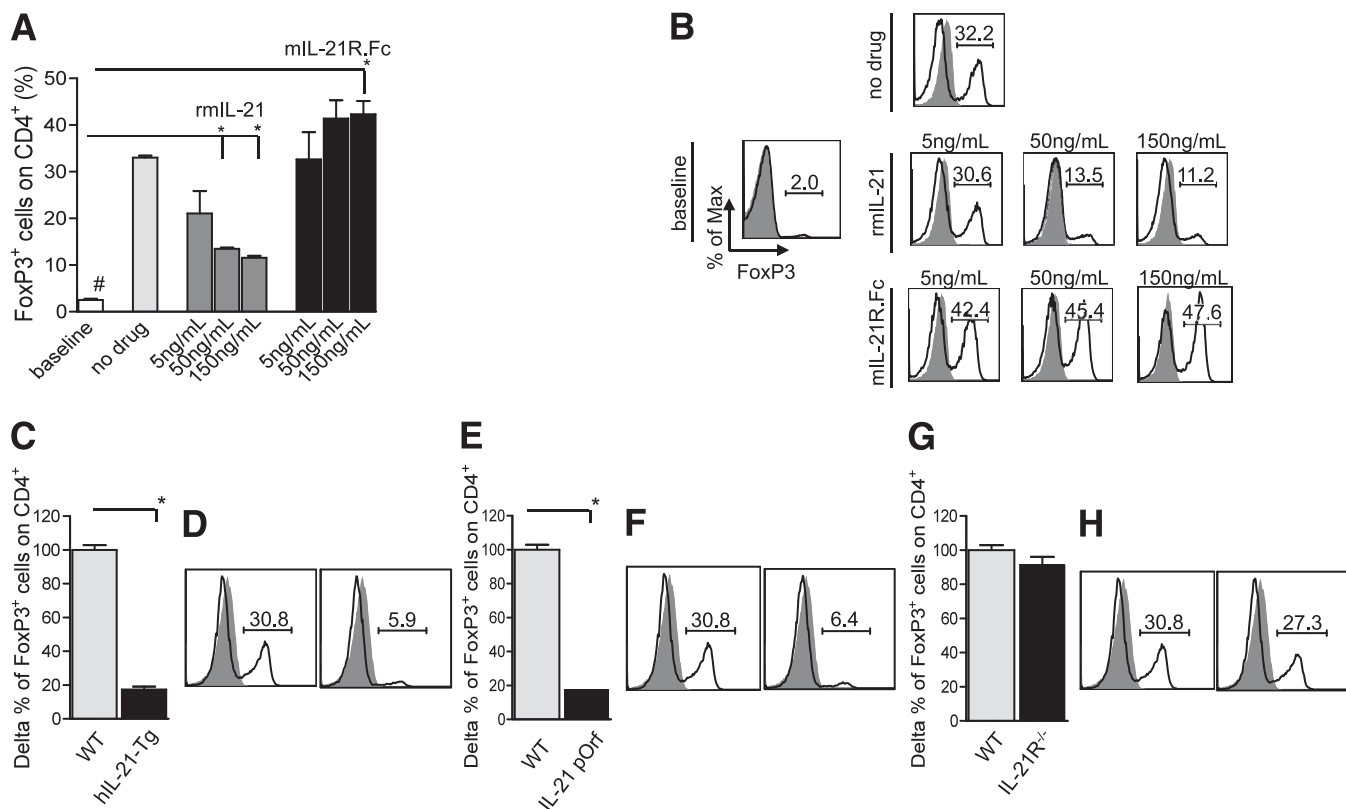 A
mIL-21R.Fc
*
rmIL-21
*
*
FoxP3⁺ cells on CD4⁺ (%)
50
40
30
20
10
0
#
baseline
no drug
5ng/mL
50ng/mL
150ng/mL
5ng/mL
50ng/mL
150ng/mL
B
no drug
32.2
baseline
2.0
% of Max
FoxP3
rmIL-21
5ng/mL
50ng/mL
150ng/mL
30.6
13.5
11.2
mIL-21R.Fc
5ng/mL
50ng/mL
150ng/mL
42.4
45.4
47.6
C
Delta % of FoxP3⁺ cells on CD4⁺
120
100
80
60
40
20
0
*
WT
hIL-21-Tg
D
30.8
5.9
E
Delta % of FoxP3⁺ cells on CD4⁺
120
100
80
60
40
20
0
*
WT
IL-21 pOrf
F
30.8
6.4
G
Delta % of FoxP3⁺ cells on CD4⁺
120
100
80
60
40
20
0
WT
IL-21R⁻/⁻
H
30.8
27.3